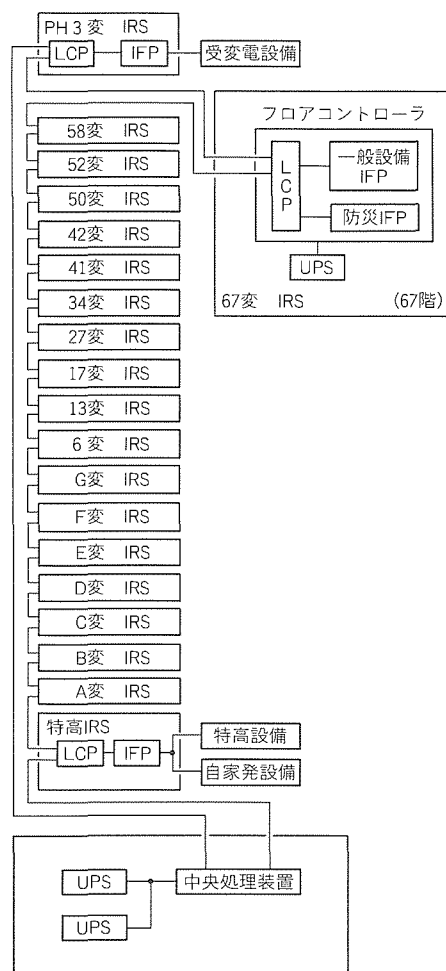 PH 3 変 IRS
LCP
IFP
受変電設備
フロアコントローラ
LCP
一般設備
IFP
防災IFP
UPS
67変 IRS (67階)
58変 IRS
52変 IRS
50変 IRS
42変 IRS
41変 IRS
34変 IRS
27変 IRS
17変 IRS
13変 IRS
6 変 IRS
G変 IRS
F変 IRS
E変 IRS
D変 IRS
C変 IRS
B変 IRS
A変 IRS
特高IRS
LCP
IFP
特高設備
自家発設備
UPS
中央処理装置
UPS